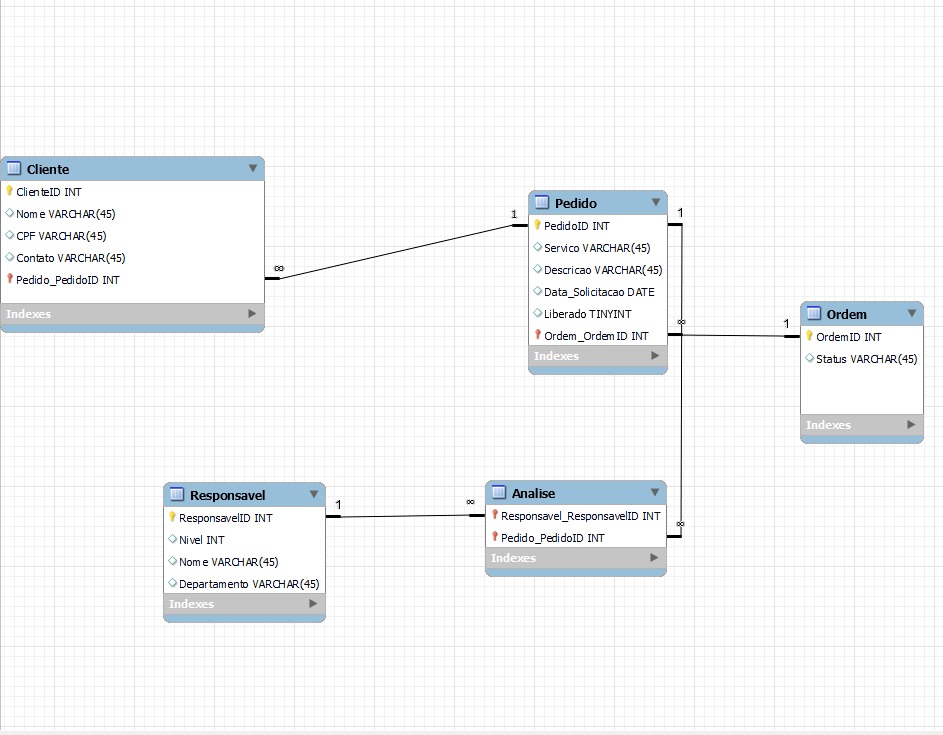 Cliente
ClienteID INT
Nome VARCHAR(45)
CPF VARCHAR(45)
Contato VARCHAR(45)
Pedido_PedidoID INT
Indexes
∞
1
Pedido
PedidoID INT
Servico VARCHAR(45)
Descricao VARCHAR(45)
Data_Solicitacao DATE
Liberado TINYINT
Ordem_OrdemID INT
Indexes
1
∞
1
Ordem
OrdemID INT
Status VARCHAR(45)
Indexes
Responsavel
ResponsavelID INT
Nivel INT
Nome VARCHAR(45)
Departamento VARCHAR(45)
Indexes
1
∞
Analise
Responsavel_ResponsavelID INT
Pedido_PedidoID INT
Indexes
∞